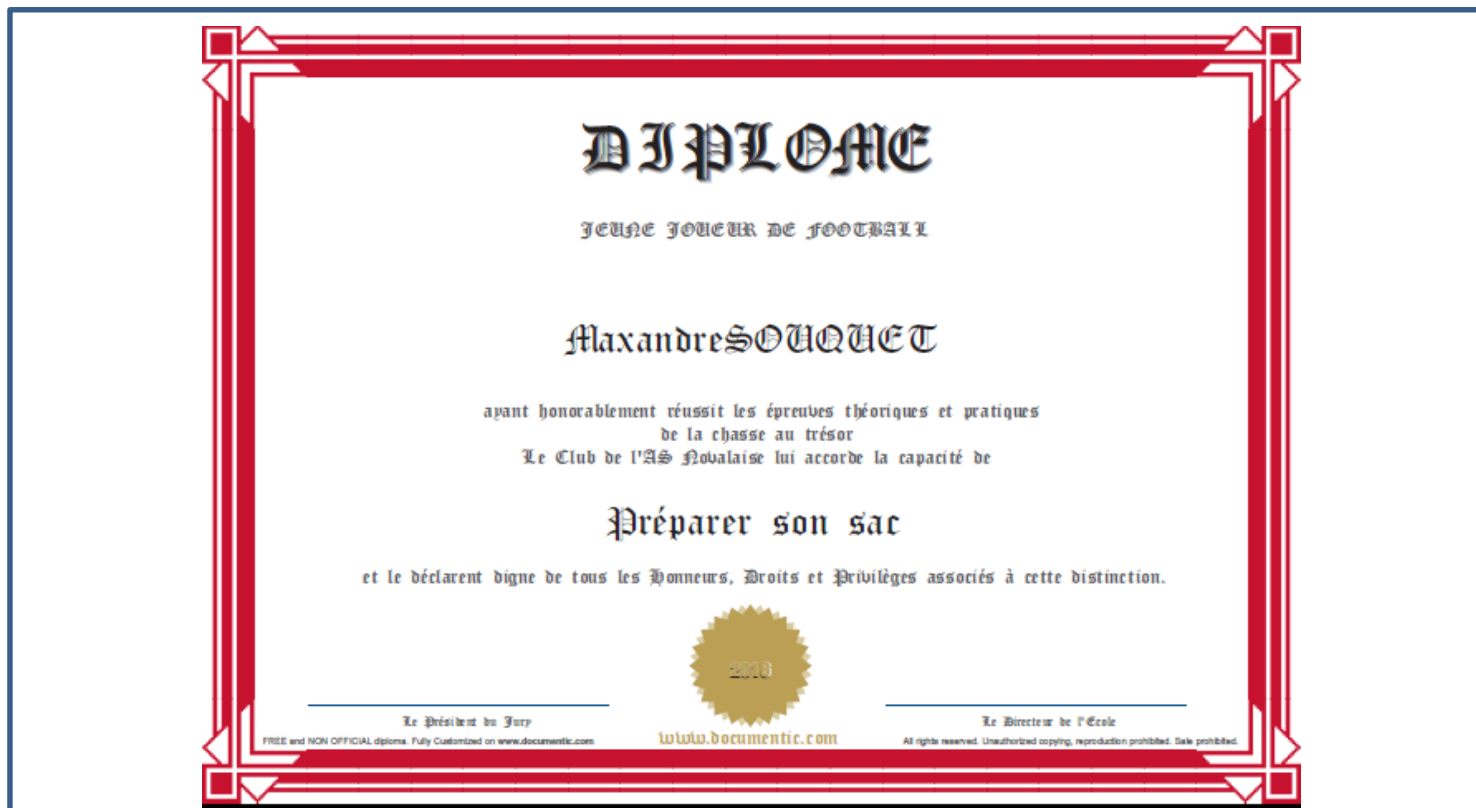 DIPLOME
JEUNE JOUEUR DE FOOTBALL
MaxandreSOUQUET
ayant honorablement réussit les épreuves théoriques et pratiques
de la chasse au trésor
Le Club de l'AS Novalaise lui accorde la capacité de
Préparer son sac
et le déclarent digne de tous les Honneurs, Droits et Privilèges associés à cette distinction.
2016
Le Président du Jury
Le Directeur de l'École
FREE and NON OFFICIAL diploma. Fully Customized on www.documentic.com
www.documentic.com
All rights reserved. Unauthorized copying, reproduction prohibited. Sale prohibited.